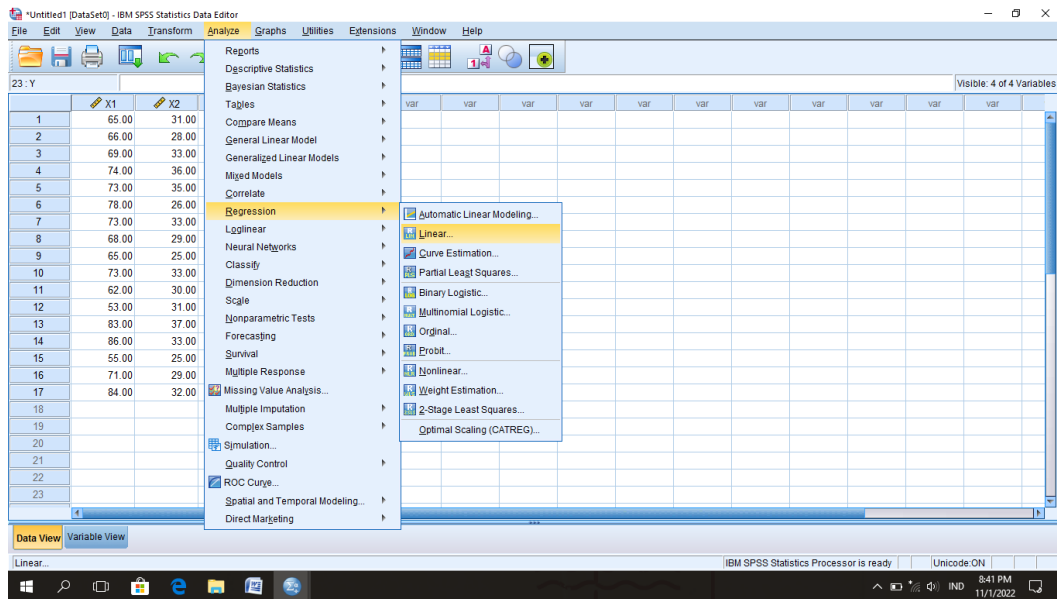 *Untitled1 [DataSet0] - IBM SPSS Statistics Data Editor
File Edit View Data Transform Analyze Graphs Utilities Extensions Window Help
23 : Y
Visible: 4 of 4 Variables
X1 X2 var var var var var var var var var var var
1 65.00 31.00
2 66.00 28.00
3 69.00 33.00
4 74.00 36.00
5 73.00 35.00
6 78.00 26.00
7 73.00 33.00
8 68.00 29.00
9 65.00 25.00
10 73.00 33.00
11 62.00 30.00
12 53.00 31.00
13 83.00 37.00
14 86.00 33.00
15 55.00 25.00
16 71.00 29.00
17 84.00 32.00
18
19
20
21
22
23
Reports
Descriptive Statistics
Bayesian Statistics
Tables
Compare Means
General Linear Model
Generalized Linear Models
Mixed Models
Correlate
Regression
Loglinear
Neural Networks
Classify
Dimension Reduction
Scale
Nonparametric Tests
Forecasting
Survival
Multiple Response
Missing Value Analysis...
Multiple Imputation
Complex Samples
Simulation...
Quality Control
ROC Curve...
Spatial and Temporal Modeling...
Direct Marketing
Automatic Linear Modeling...
Linear...
Curve Estimation...
Partial Least Squares...
Binary Logistic...
Multinomial Logistic...
Ordinal...
Probit...
Nonlinear...
Weight Estimation...
2-Stage Least Squares...
Optimal Scaling (CATREG)...
Data View Variable View
Linear... IBM SPSS Statistics Processor is ready Unicode:ON
IND
8:41 PM
11/1/2022